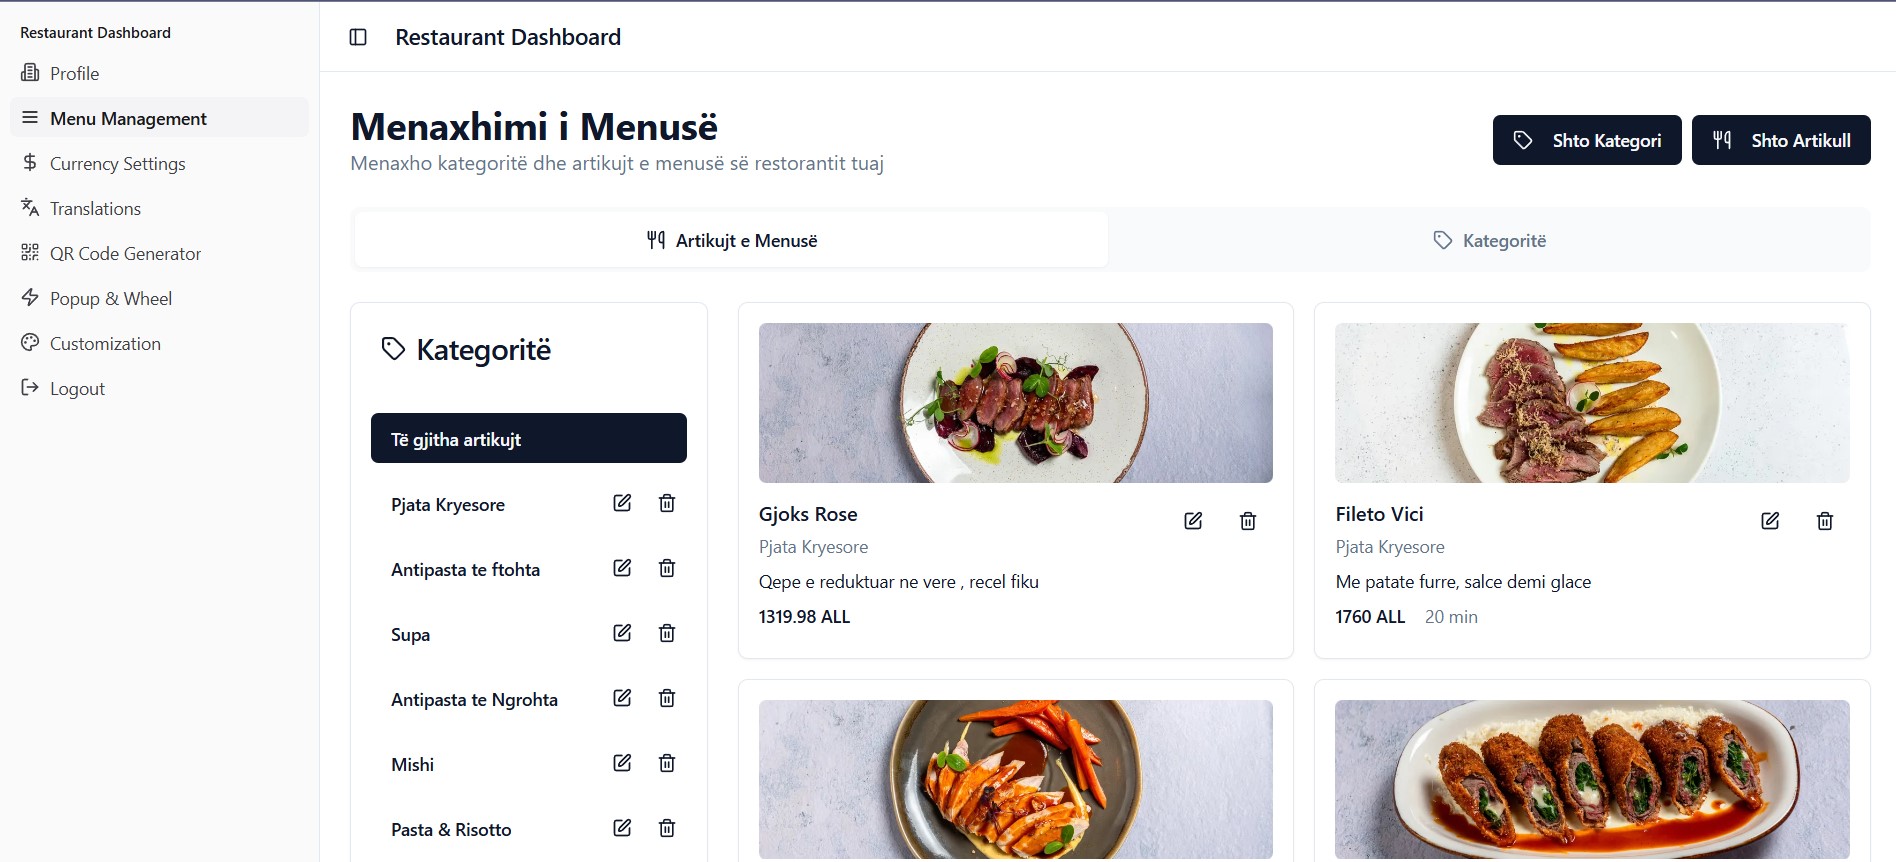 Restaurant Dashboard
Profile
Menu Management
Currency Settings
Translations
QR Code Generator
Popup & Wheel
Customization
Logout
Restaurant Dashboard
Menaxhimi i Menusë
Menaxho kategoritë dhe artikujt e menusë së restorantit tuaj
Shto Kategori
Shto Artikull
Artikujt e Menusë
Kategoritë
Kategoritë
Të gjitha artikujt
Pjata Kryesore
Antipasta te ftohta
Supa
Antipasta te Ngrohta
Mishi
Pasta & Risotto
Gjoks Rose
Pjata Kryesore
Qepe e reduktuar ne vere , recel fiku
1319.98 ALL
Fileto Vici
Pjata Kryesore
Me patate furre, salce demi glace
1760 ALL 20 min